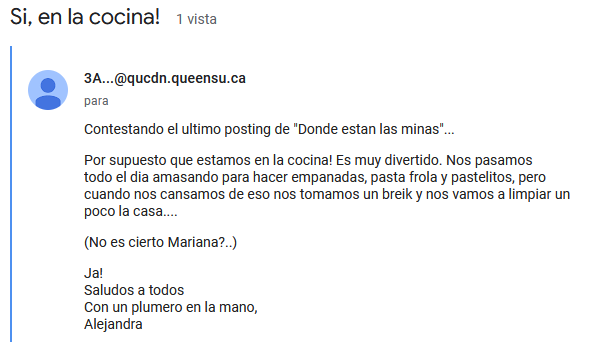 Si, en la cocina! 1 vista
3A...@qucdn.queensu.ca
para
Contestando el ultimo posting de "Donde estan las minas"...
Por supuesto que estamos en la cocina! Es muy divertido. Nos pasamos
todo el dia amasando para hacer empanadas, pasta frola y pastelitos, pero
cuando nos cansamos de eso nos tomamos un breik y nos vamos a limpiar un
poco la casa....
(No es cierto Mariana?..)
Ja!
Saludos a todos
Con un plumero en la mano,
Alejandra